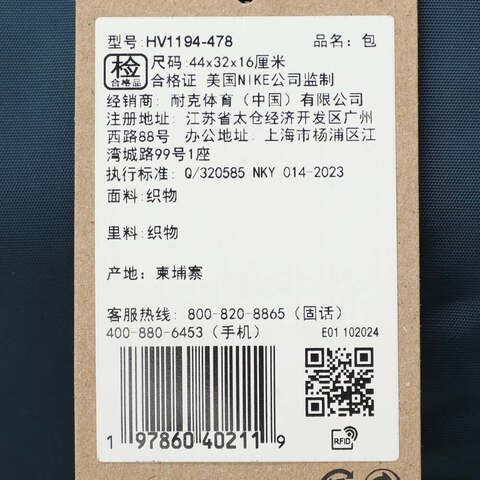 型号:HV1194-478 品名:包
检 合格品 尺码:44x32x16厘米
合格证 美国NIKE公司监制
经销商: 耐克体育（中国）有限公司
注册地址: 江苏省太仓经济开发区广州
西路88号 办公地址: 上海市杨浦区江
湾城路99号1座
执行标准: Q/320585 NKY 014-2023
面料:织物
里料:织物
产地: 柬埔寨
客服热线: 800-820-8865（固话）
400-880-6453（手机）
E01 102024
1 97860 40211 9
RFID